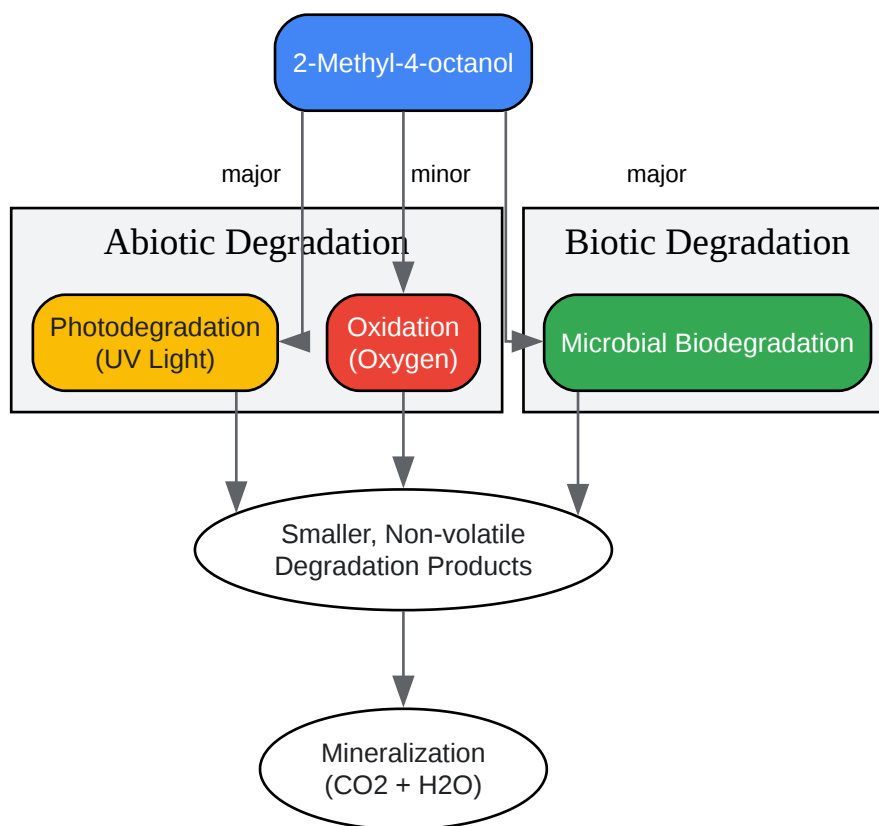 2-Methyl-4-octanol
major
minor
major
Abiotic Degradation
Biotic Degradation
Photodegradation
(UV Light)
Oxidation
(Oxygen)
Microbial Biodegradation
Smaller, Non-volatile
Degradation Products
Mineralization
(CO2 + H2O)